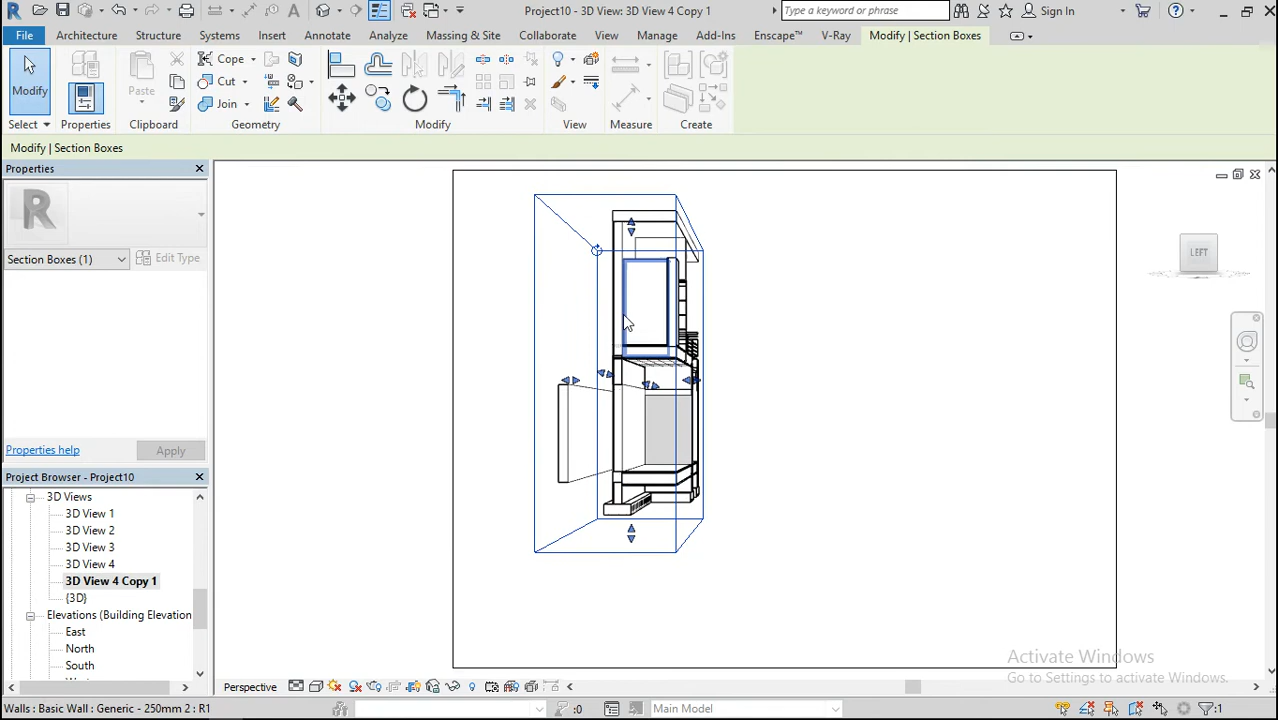 Project10 - 3D View: 3D View 4 Copy 1
Type a keyword or phrase
Sign In
File
Architecture
Structure
Systems
Insert
Annotate
Analyze
Massing & Site
Collaborate
View
Manage
Add-Ins
Enscape™
V-Ray
Modify | Section Boxes
Modify
Paste
Cope
Cut
Join
Select
Properties
Clipboard
Geometry
Modify
View
Measure
Create
Modify | Section Boxes
Properties
Section Boxes (1)
Edit Type
Properties help
Apply
Project Browser - Project10
3D Views
3D View 1
3D View 2
3D View 3
3D View 4
3D View 4 Copy 1
{3D}
Elevations (Building Elevation
East
North
South
LEFT
Activate Windows
Go to Settings to activate Windows.
Perspective
Walls : Basic Wall : Generic - 250mm 2 : R1
:0
Main Model
:1